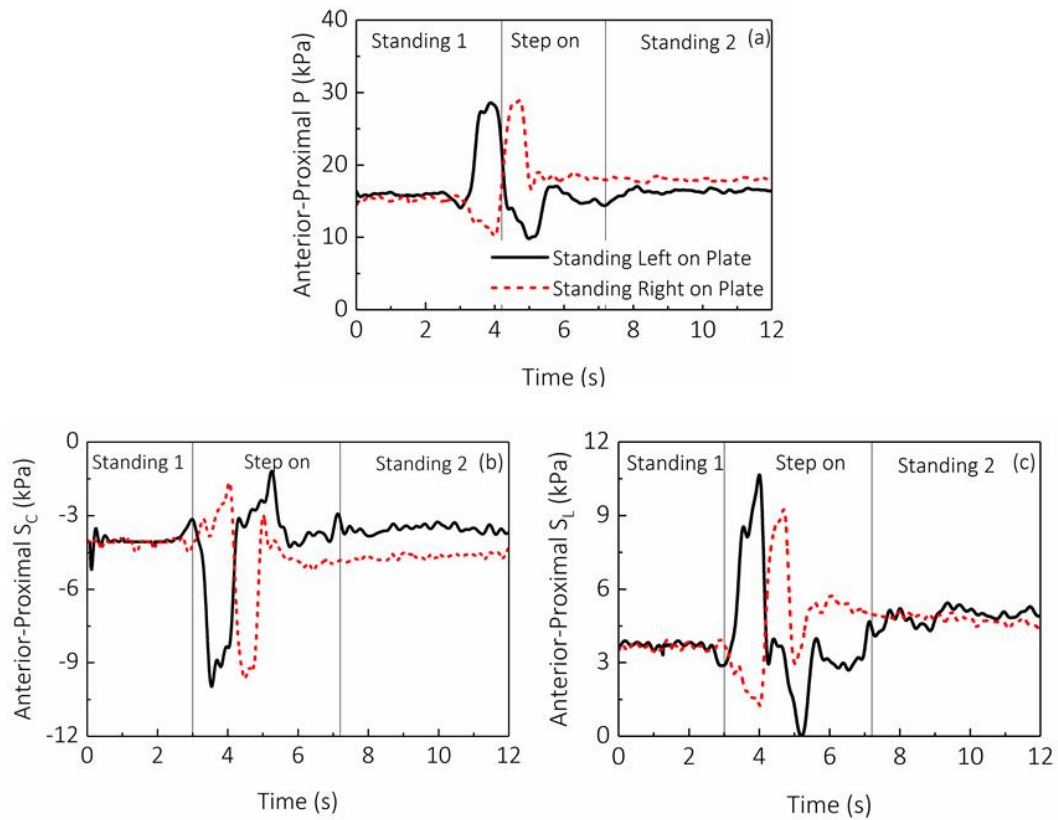 Anterior-Proximal P (kPa)
40
30
20
10
0
Standing 1
Step on
Standing 2
(a)
Standing Left on Plate
Standing Right on Plate
0 2 4 6 8 10 12
Time (s)
Anterior-Proximal S_C (kPa)
0
-3
-6
-9
-12
Standing 1
Step on
Standing 2
(b)
0 2 4 6 8 10 12
Time (s)
Anterior-Proximal S_L (kPa)
12
9
6
3
0
Standing 1
Step on
Standing 2
(c)
0 2 4 6 8 10 12
Time (s)